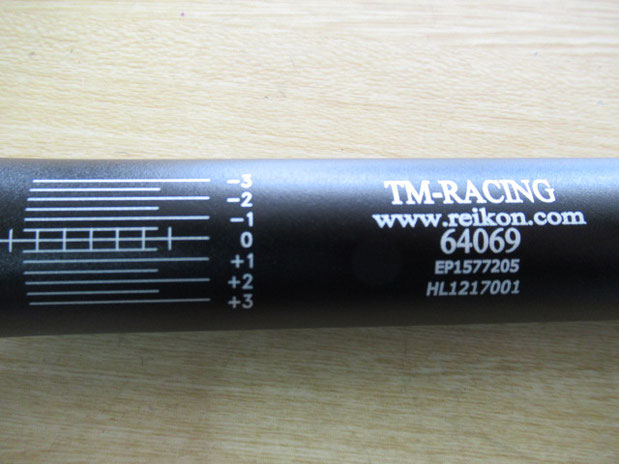 -3
-2
-1
0
+1
+2
+3
TM-RACING
www.reikon.com
64069
EP1577205
HL1217001